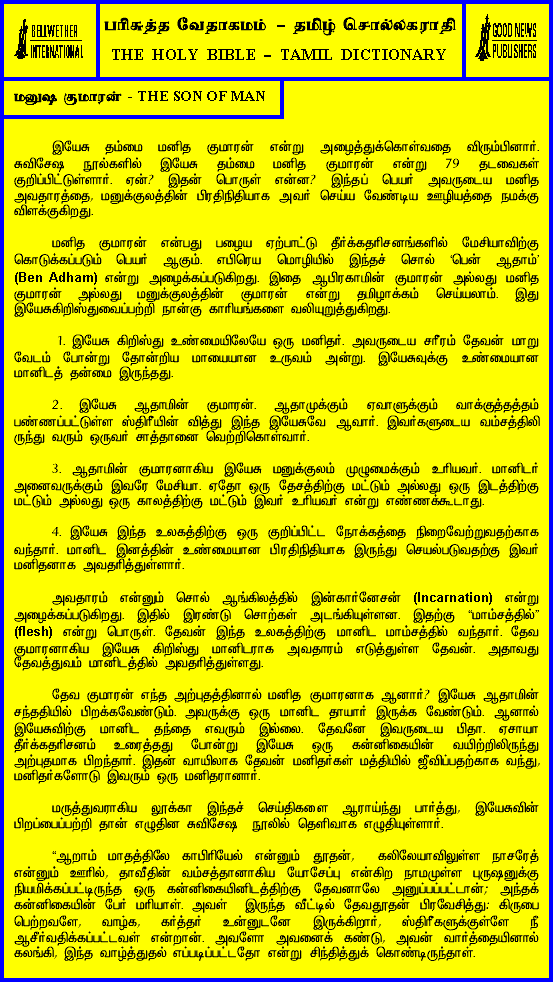 BELLWETHER
INTERNATIONAL
பரிசுத்த வேதாகமம் – தமிழ் சொல்லகராதி
THE HOLY BIBLE – TAMIL DICTIONARY
GOOD NEWS
PUBLISHERS
மனுஷ குமாரன் - THE SON OF MAN
இயேசு தம்மை மனித குமாரன் என்று அழைத்துக்கொள்வதை விரும்பினார்.
சுவிசேஷ நூல்களில் இயேசு தம்மை மனித குமாரன் என்று 79 தடவைகள்
குறிப்பிட்டுள்ளார். ஏன்? இதன் பொருள் என்ன? இந்தப் பெயர் அவருடைய மனித
அவதாரத்தை, மனுக்குலத்தின் பிரதிநிதியாக அவர் செய்ய வேண்டிய ஊழியத்தை நமக்கு
விளக்குகிறது.
மனித குமாரன் என்பது பழைய ஏற்பாட்டு தீர்க்கதரிசனங்களில் மேசியாவிற்கு
கொடுக்கப்படும் பெயர் ஆகும். எபிரெய மொழியில் இந்தச் சொல் ‘பென் ஆதாம்’
(Ben Adham) என்று அழைக்கப்படுகிறது. இதை ஆபிரகாமின் குமாரன் அல்லது மனித
குமாரன் அல்லது மனுக்குலத்தின் குமாரன் என்று தமிழாக்கம் செய்யலாம். இது
இயேசுகிறிஸ்துவைப்பற்றி நான்கு காரியங்களை வலியுறுத்துகிறது.
1. இயேசு கிறிஸ்து உண்மையிலேயே ஒரு மனிதர். அவருடைய சரீரம் தேவன் மாறு
வேடம் போன்று தோன்றிய மாயையான உருவம் அன்று. இயேசுவுக்கு உண்மையான
மானிடத் தன்மை இருந்தது.
2. இயேசு ஆதாமின் குமாரன். ஆதாமுக்கும் ஏவாளுக்கும் வாக்குத்தத்தம்
பண்ணப்பட்டுள்ள ஸ்திரீயின் வித்து இந்த இயேசுவே ஆவார். இவர்களுடைய வம்சத்திலி
ருந்து வரும் ஒருவர் சாத்தானை வெற்றிகொள்வார்.
3. ஆதாமின் குமாரனாகிய இயேசு மனுக்குலம் முழுமைக்கும் உரியவர். மானிடர்
அனைவருக்கும் இவரே மேசியா. ஏதோ ஒரு தேசத்திற்கு மட்டும் அல்லது ஒரு இடத்திற்கு
மட்டும் அல்லது ஒரு காலத்திற்கு மட்டும் இவர் உரியவர் என்று எண்ணக்கூடாது.
4. இயேசு இந்த உலகத்திற்கு ஒரு குறிப்பிட்ட நோக்கத்தை நிறைவேற்றுவதற்காக
வந்தார். மானிட இனத்தின் உண்மையான பிரதிநிதியாக இருந்து செயல்படுவதற்கு இவர்
மனிதனாக அவதரித்துள்ளார்.
அவதாரம் என்னும் சொல் ஆங்கிலத்தில் இன்கார்னேசன் (Incarnation) என்று
அழைக்கப்படுகிறது. இதில் இரண்டு சொற்கள் அடங்கியுள்ளன. இதற்கு “மாம்சத்தில்”
(flesh) என்று பொருள். தேவன் இந்த உலகத்திற்கு மானிட மாம்சத்தில் வந்தார். தேவ
குமாரனாகிய இயேசு கிறிஸ்து மானிடராக அவதாரம் எடுத்துள்ள தேவன். அதாவது
தேவத்துவம் மானிடத்தில் அவதரித்துள்ளது.
தேவ குமாரன் எந்த அற்புதத்தினால் மனித குமாரனாக ஆனார்? இயேசு ஆதாமின்
சந்ததியில் பிறக்கவேண்டும். அவருக்கு ஒரு மானிட தாயார் இருக்க வேண்டும். ஆனால்
இயேசுவிற்கு மானிட தந்தை எவரும் இல்லை. தேவனே இவருடைய பிதா. ஏசாயா
தீர்க்கதரிசனம் உரைத்தது போன்று இயேசு ஒரு கன்னிகையின் வயிற்றிலிருந்து
அற்புதமாக பிறந்தார். இதன் வாயிலாக தேவன் மனிதர்கள் மத்தியில் ஜீவிப்பதற்காக வந்து,
மனிதர்களோடு இவரும் ஒரு மனிதரானார்.
மருத்துவராகிய லூக்கா இந்தச் செய்திகளை ஆராய்ந்து பார்த்து, இயேசுவின்
பிறப்பைப்பற்றி தான் எழுதின சுவிசேஷ நூலில் தெளிவாக எழுதியுள்ளார்.
“ஆறாம் மாதத்திலே காபிரியேல் என்னும் தூதன், கலிலேயாவிலுள்ள நாசரேத்
என்னும் ஊரில், தாவீதின் வம்சத்தானாகிய யோசேப்பு என்கிற நாமமுள்ள புருஷனுக்கு
நியமிக்கப்பட்டிருந்த ஒரு கன்னிகையினிடத்திற்கு தேவனாலே அனுப்பப்பட்டான்; அந்தக்
கன்னிகையின் பேர் மரியாள். அவள் இருந்த வீட்டில் தேவதூதன் பிரவேசித்து: கிருபை
பெற்றவளே, வாழ்க, கர்த்தர் உன்னுடனே இருக்கிறார், ஸ்திரீகளுக்குள்ளே நீ
ஆசீர்வதிக்கப்பட்டவள் என்றான். அவளோ அவனைக் கண்டு, அவன் வார்த்தையினால்
கலங்கி, இந்த வாழ்த்துதல் எப்படிப்பட்டதோ என்று சிந்தித்துக் கொண்டிருந்தாள்.